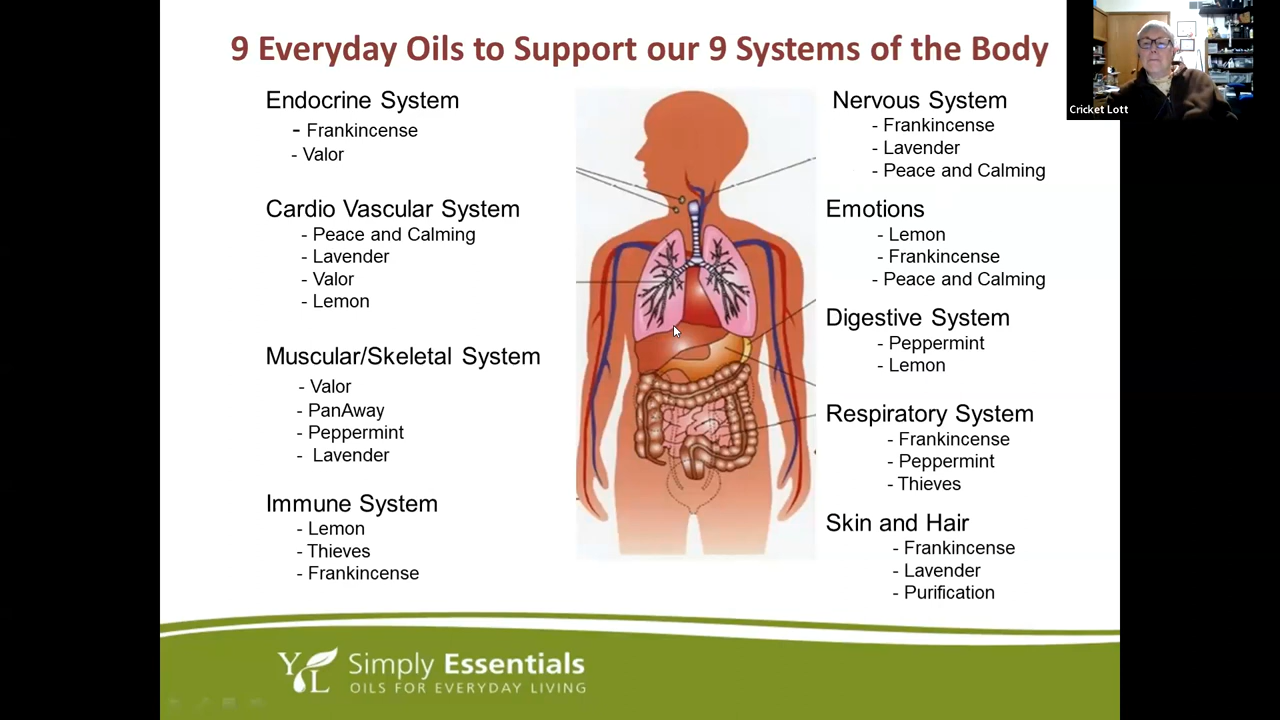 9 Everyday Oils to Support our 9 Systems of the Body
Cricket Lott
Endocrine System
- Frankincense
- Valor
Cardio Vascular System
- Peace and Calming
- Lavender
- Valor
- Lemon
Muscular/Skeletal System
- Valor
- PanAway
- Peppermint
- Lavender
Immune System
- Lemon
- Thieves
- Frankincense
Nervous System
- Frankincense
- Lavender
- Peace and Calming
Emotions
- Lemon
- Frankincense
- Peace and Calming
Digestive System
- Peppermint
- Lemon
Respiratory System
- Frankincense
- Peppermint
- Thieves
Skin and Hair
- Frankincense
- Lavender
- Purification
YL Simply Essentials
OILS FOR EVERYDAY LIVING